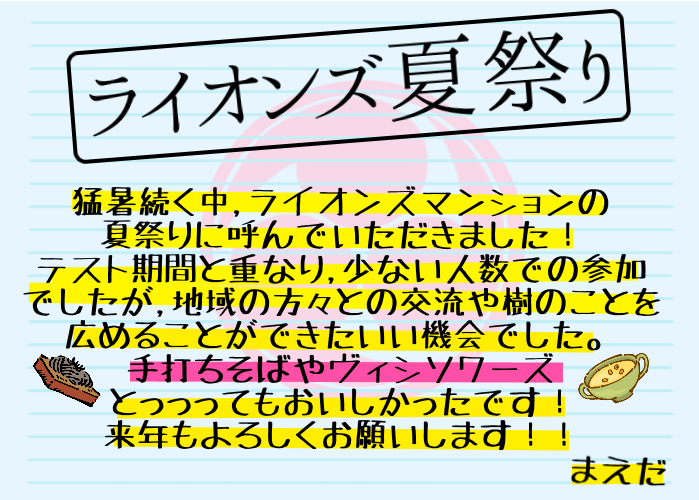 ライオンズ夏祭り
猛暑続く中,ライオンズマンションの
夏祭りに呼んでいただきました！
テスト期間と重なり,少ない人数での参加
でしたが,地域の方々との交流や樹のことを
広めることができたいい機会でした。
手打ちそばやヴィシソワーズ
とっっってもおいしかったです！
来年もよろしくお願いします！！
まえだ